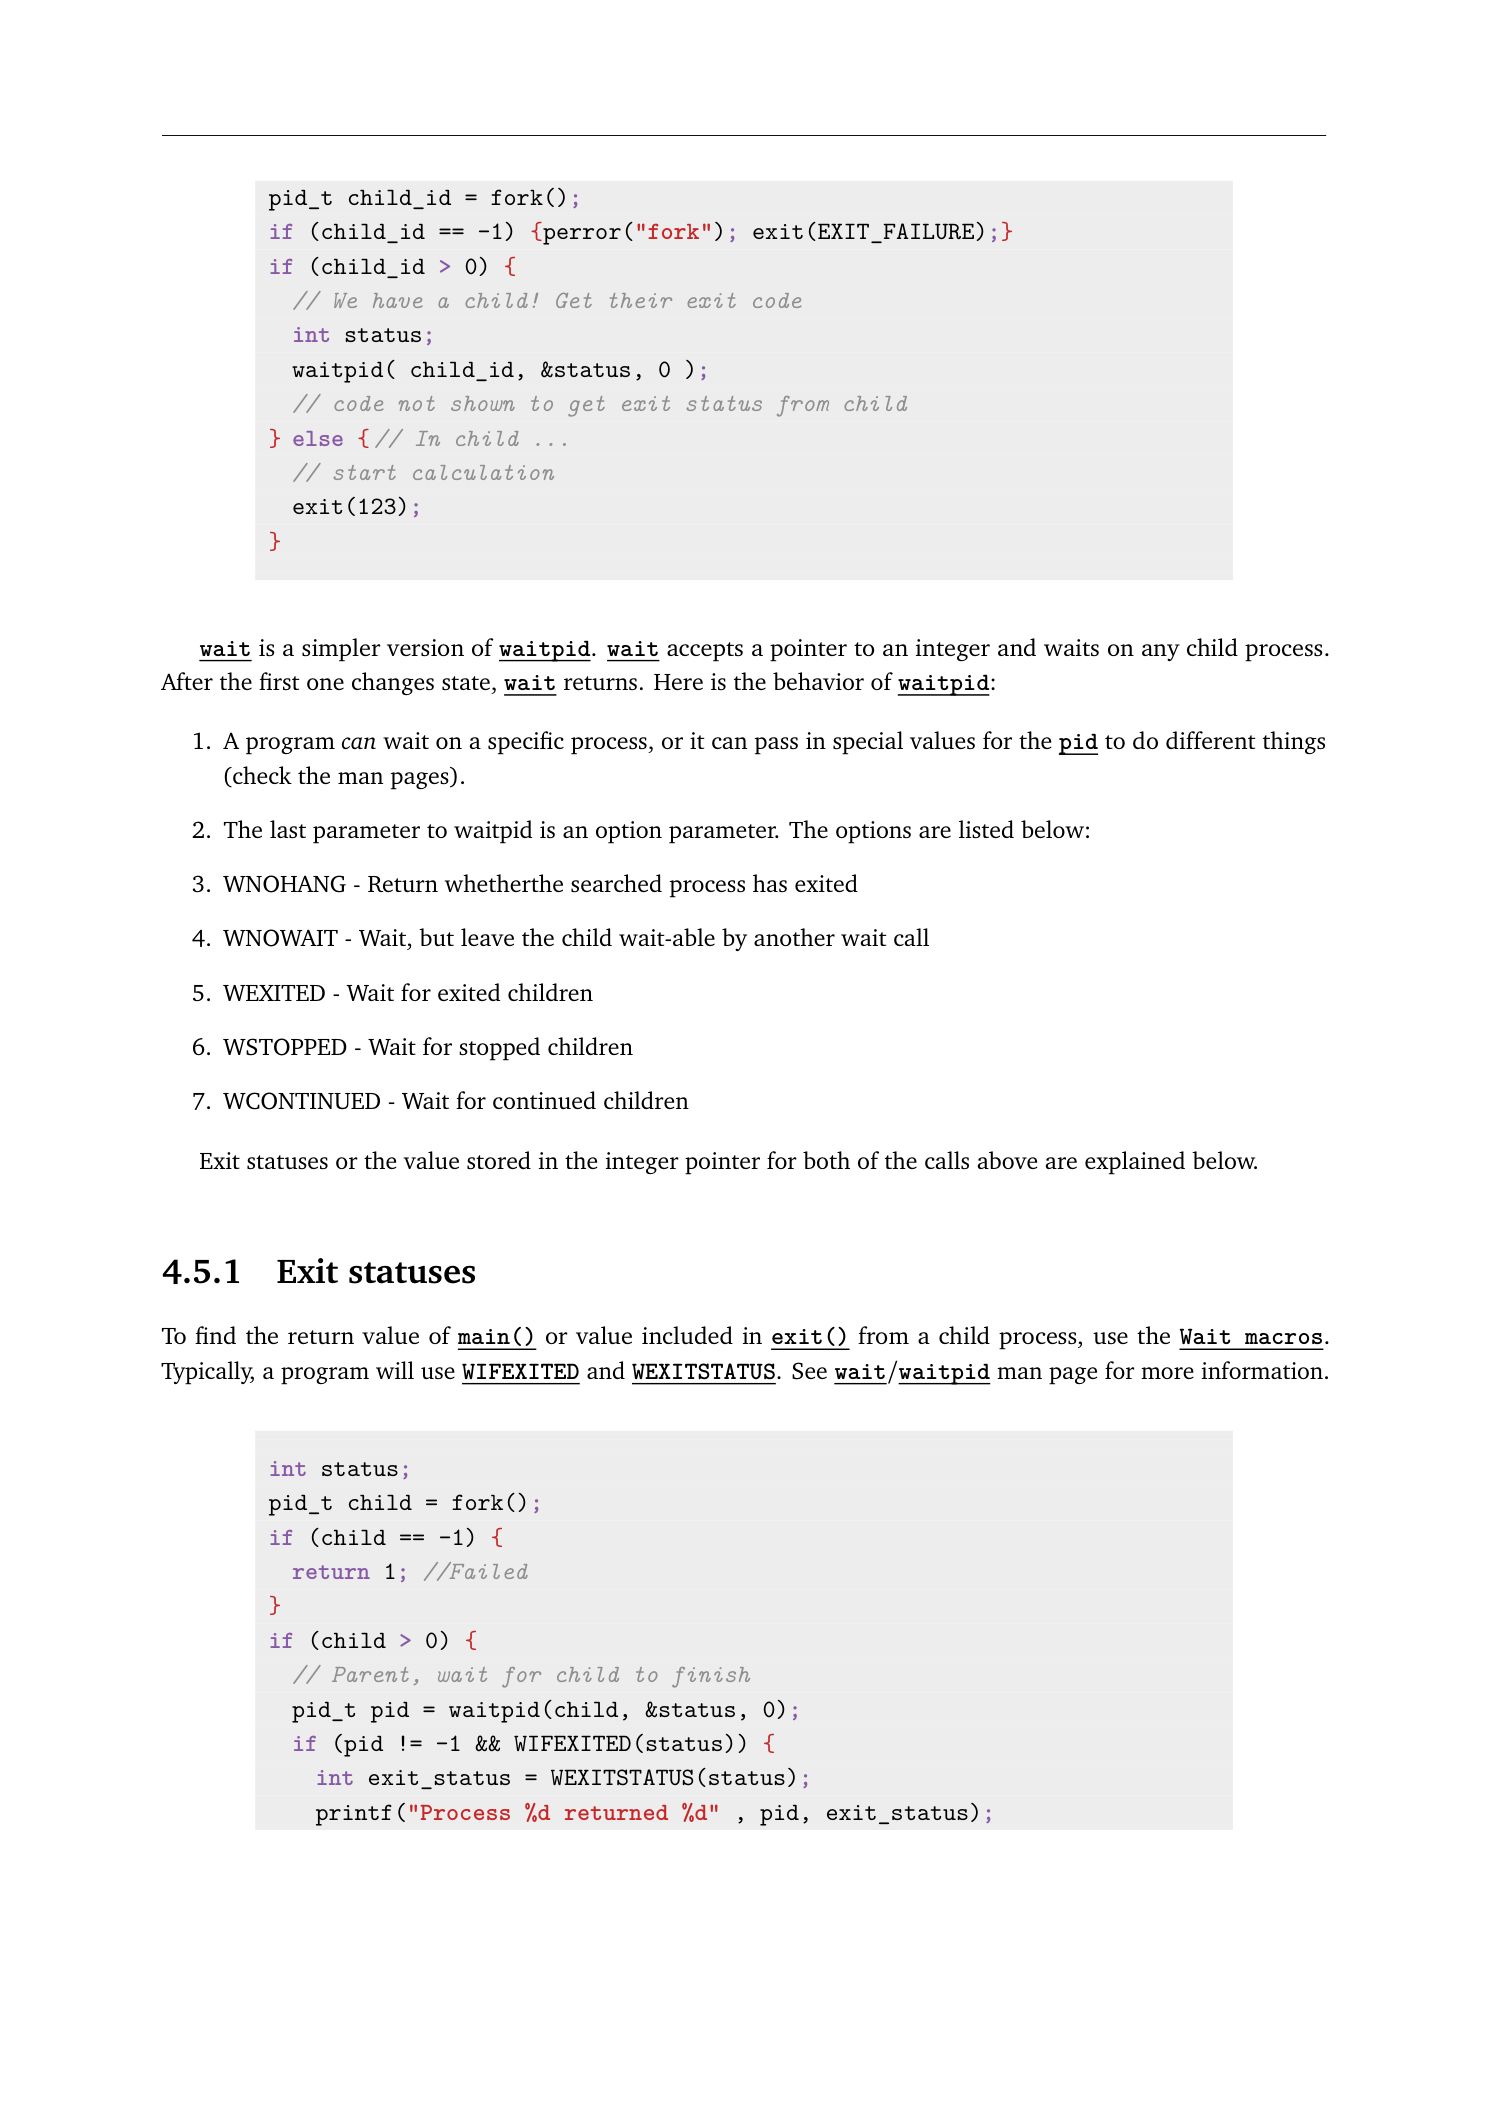 pid_t child_id = fork();
if (child_id == -1) {perror("fork"); exit(EXIT_FAILURE);}
if (child_id > 0) {
  // We have a child! Get their exit code
  int status;
  waitpid( child_id, &status, 0 );
  // code not shown to get exit status from child
} else { // In child ...
  // start calculation
  exit(123);
}
wait is a simpler version of waitpid. wait accepts a pointer to an integer and waits on any child process.
After the first one changes state, wait returns. Here is the behavior of waitpid:
1. A program can wait on a specific process, or it can pass in special values for the pid to do different things
(check the man pages).
2. The last parameter to waitpid is an option parameter. The options are listed below:
3. WNOHANG - Return whetherthe searched process has exited
4. WNOWAIT - Wait, but leave the child wait-able by another wait call
5. WEXITED - Wait for exited children
6. WSTOPPED - Wait for stopped children
7. WCONTINUED - Wait for continued children
Exit statuses or the value stored in the integer pointer for both of the calls above are explained below.
4.5.1 Exit statuses
To find the return value of main() or value included in exit() from a child process, use the Wait macros.
Typically, a program will use WIFEXITED and WEXITSTATUS. See wait/waitpid man page for more information.
int status;
pid_t child = fork();
if (child == -1) {
  return 1; //Failed
}
if (child > 0) {
  // Parent, wait for child to finish
  pid_t pid = waitpid(child, &status, 0);
  if (pid != -1 && WIFEXITED(status)) {
    int exit_status = WEXITSTATUS(status);
    printf("Process %d returned %d" , pid, exit_status);